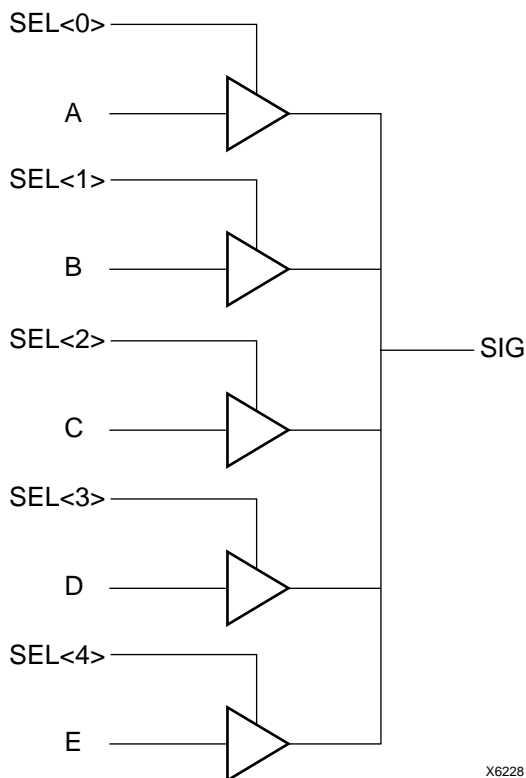 SEL<0>
A
SEL<1>
B
SEL<2>
SIG
C
SEL<3>
D
SEL<4>
E
X6228